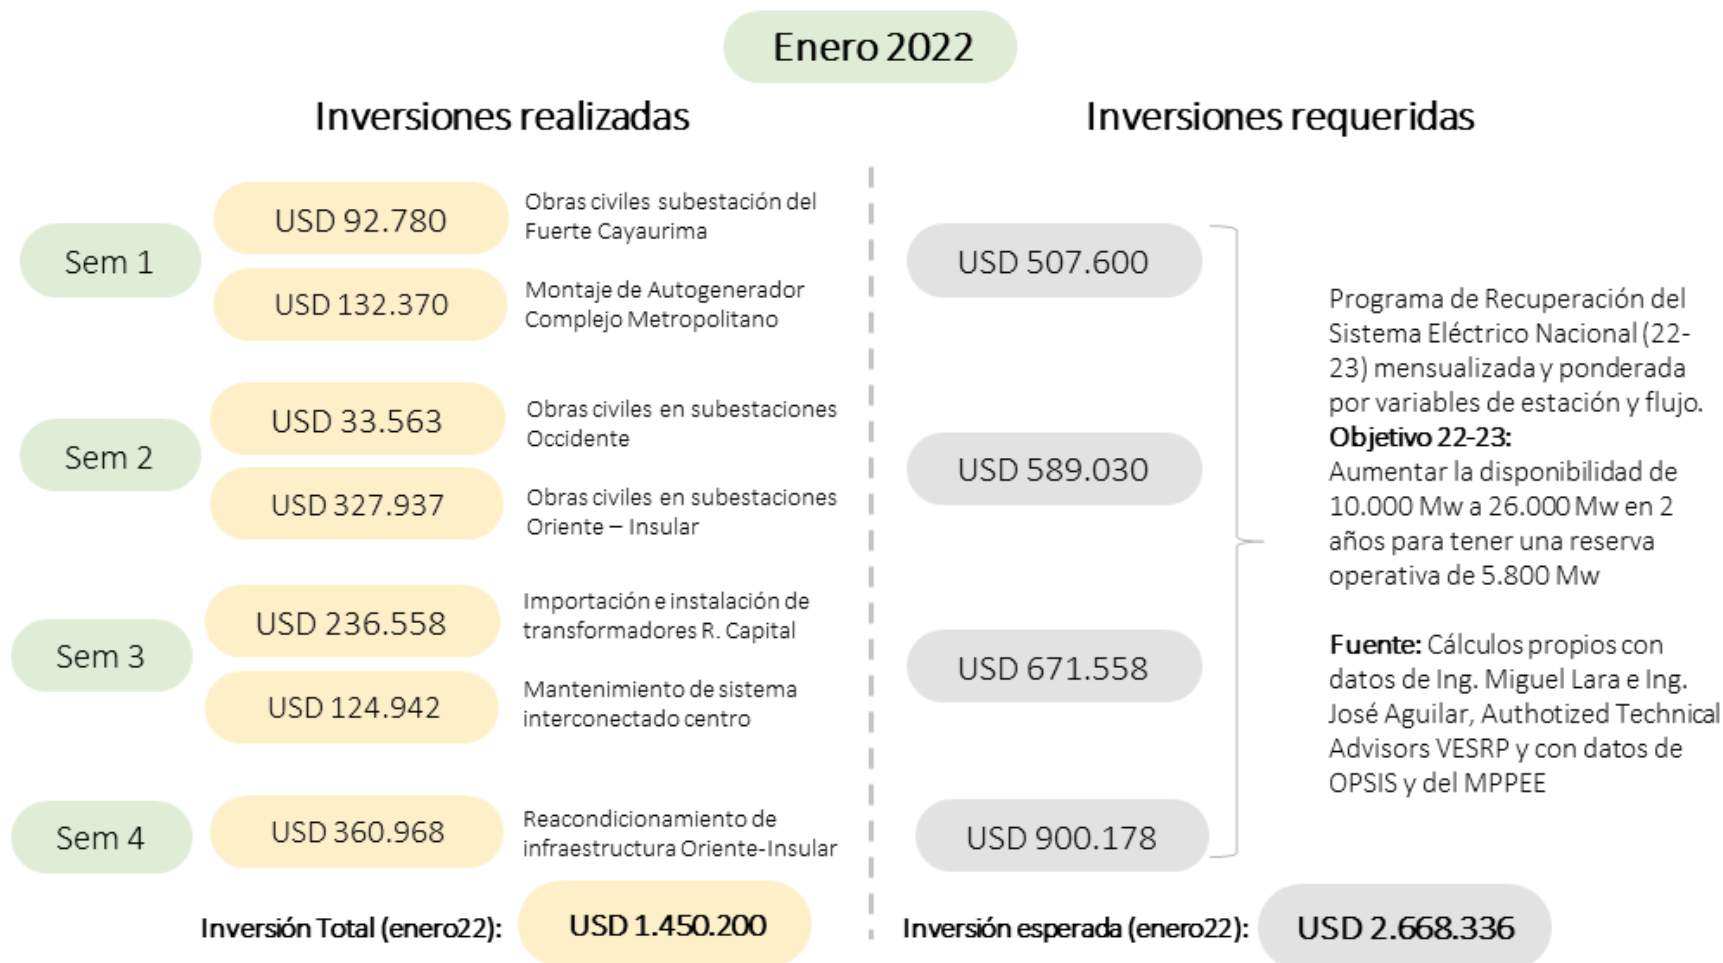 Enero 2022
Inversiones realizadas
Inversiones requeridas
Sem 1
USD 92.780
Obras civiles subestación del
Fuerte Cayaurima
USD 132.370
Montaje de Autogenerador
Complejo Metropolitano
USD 507.600
Sem 2
USD 33.563
Obras civiles en subestaciones
Occidente
USD 327.937
Obras civiles en subestaciones
Oriente – Insular
USD 589.030
Sem 3
USD 236.558
Importación e instalación de
transformadores R. Capital
USD 124.942
Mantenimiento de sistema
interconectado centro
USD 671.558
Sem 4
USD 360.968
Reacondicionamiento de
infraestructura Oriente-Insular
USD 900.178
Programa de Recuperación del
Sistema Eléctrico Nacional (22-
23) mensualizada y ponderada
por variables de estación y flujo.
Objetivo 22-23:
Aumentar la disponibilidad de
10.000 Mw a 26.000 Mw en 2
años para tener una reserva
operativa de 5.800 Mw
Fuente: Cálculos propios con
datos de Ing. Miguel Lara e Ing.
José Aguilar, Authotized Technical
Advisors VESRP y con datos de
OPSIS y del MPPEE
Inversión Total (enero22): USD 1.450.200
Inversión esperada (enero22): USD 2.668.336